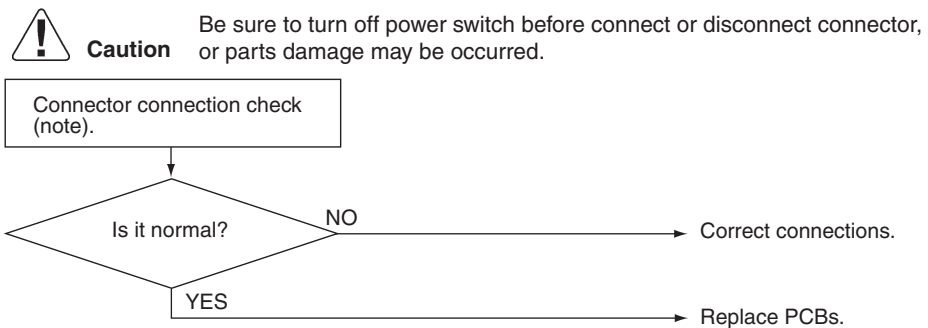 Be sure to turn off power switch before connect or disconnect connector,
Caution or parts damage may be occurred.
Connector connection check
(note).
Is it normal?
NO
Correct connections.
YES
Replace PCBs.